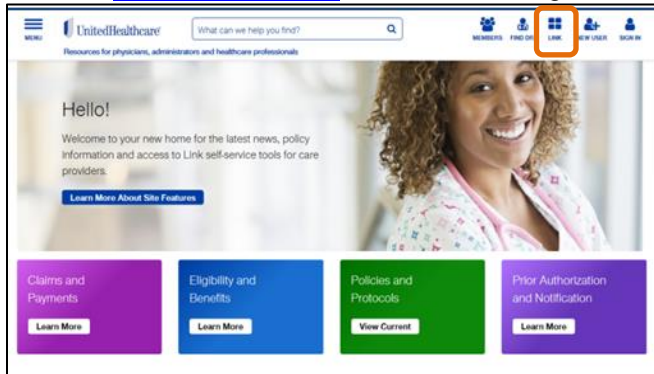 UnitedHealthcare
What can we help you find?
MENU
MEMBERS FIND DR LINK NEW USER SIGN IN
Resources for physicians, administrators and healthcare professionals
Hello!
Welcome to your new home for the latest news, policy
information and access to Link self-service tools for care
providers.
Learn More About Site Features
Claims and
Payments
Learn More
Eligibility and
Benefits
Learn More
Policies and
Protocols
View Current
Prior Authorization
and Notification
Learn More